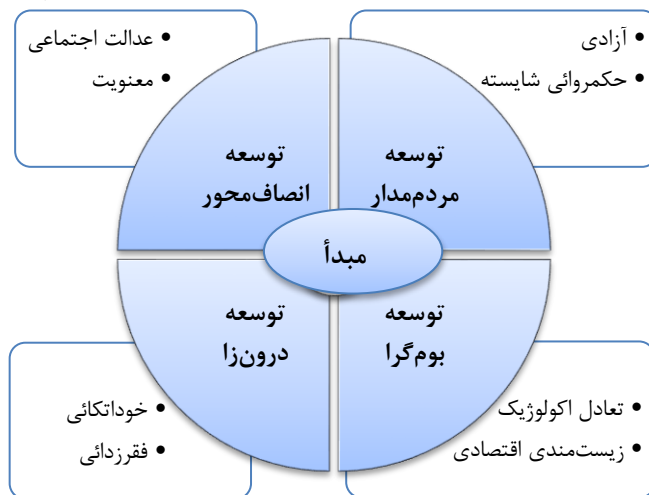 • آزادی
• حکمروائی شایسته
• عدالت اجتماعی
• معنویت
توسعه
مردم‌مدار
توسعه
انصاف‌محور
مبدأ
توسعه
بوم‌گرا
توسعه
درون‌زا
• تعادل اکولوژیک
• زیست‌مندی اقتصادی
• خوداتکائی
• فقرزدائی